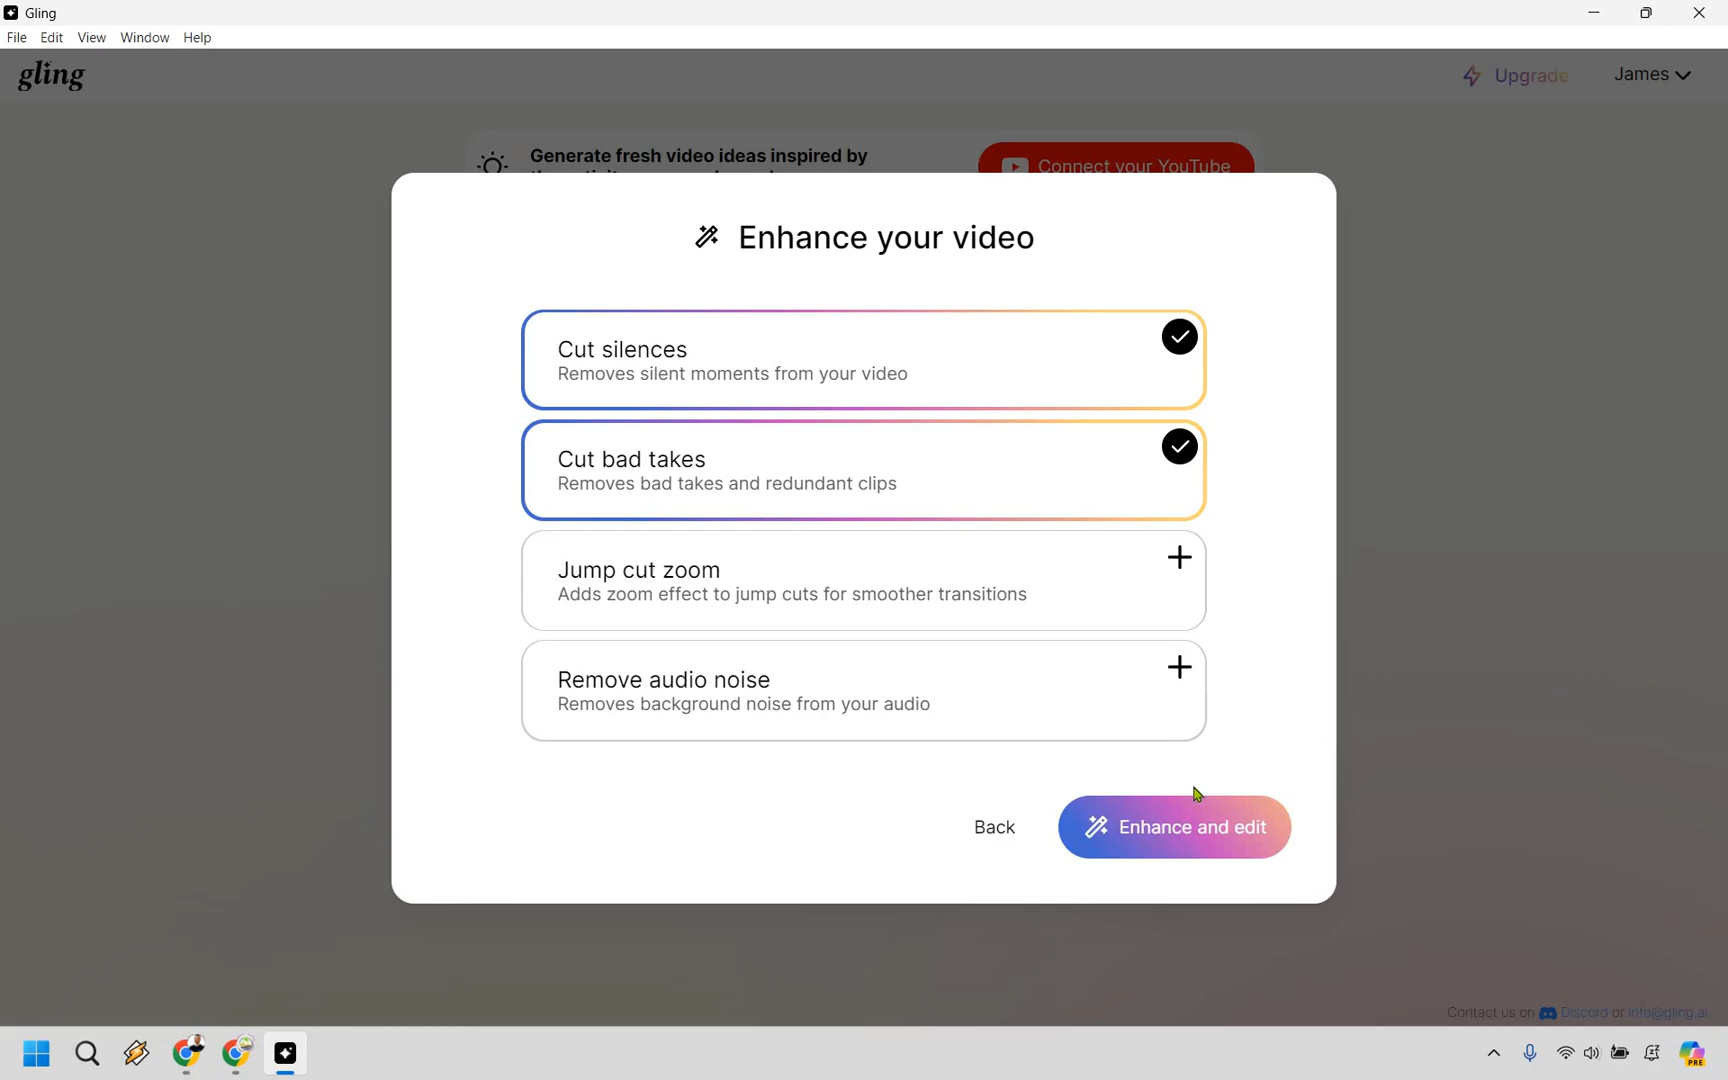 Gling
File Edit View Window Help
gling
Upgrade
James
Generate fresh video ideas inspired by
Connect your YouTube
Enhance your video
Cut silences
Removes silent moments from your video
Cut bad takes
Removes bad takes and redundant clips
Jump cut zoom
Adds zoom effect to jump cuts for smoother transitions
Remove audio noise
Removes background noise from your audio
Back
Enhance and edit
Contact us on Discord or info@gling.ai
PRE